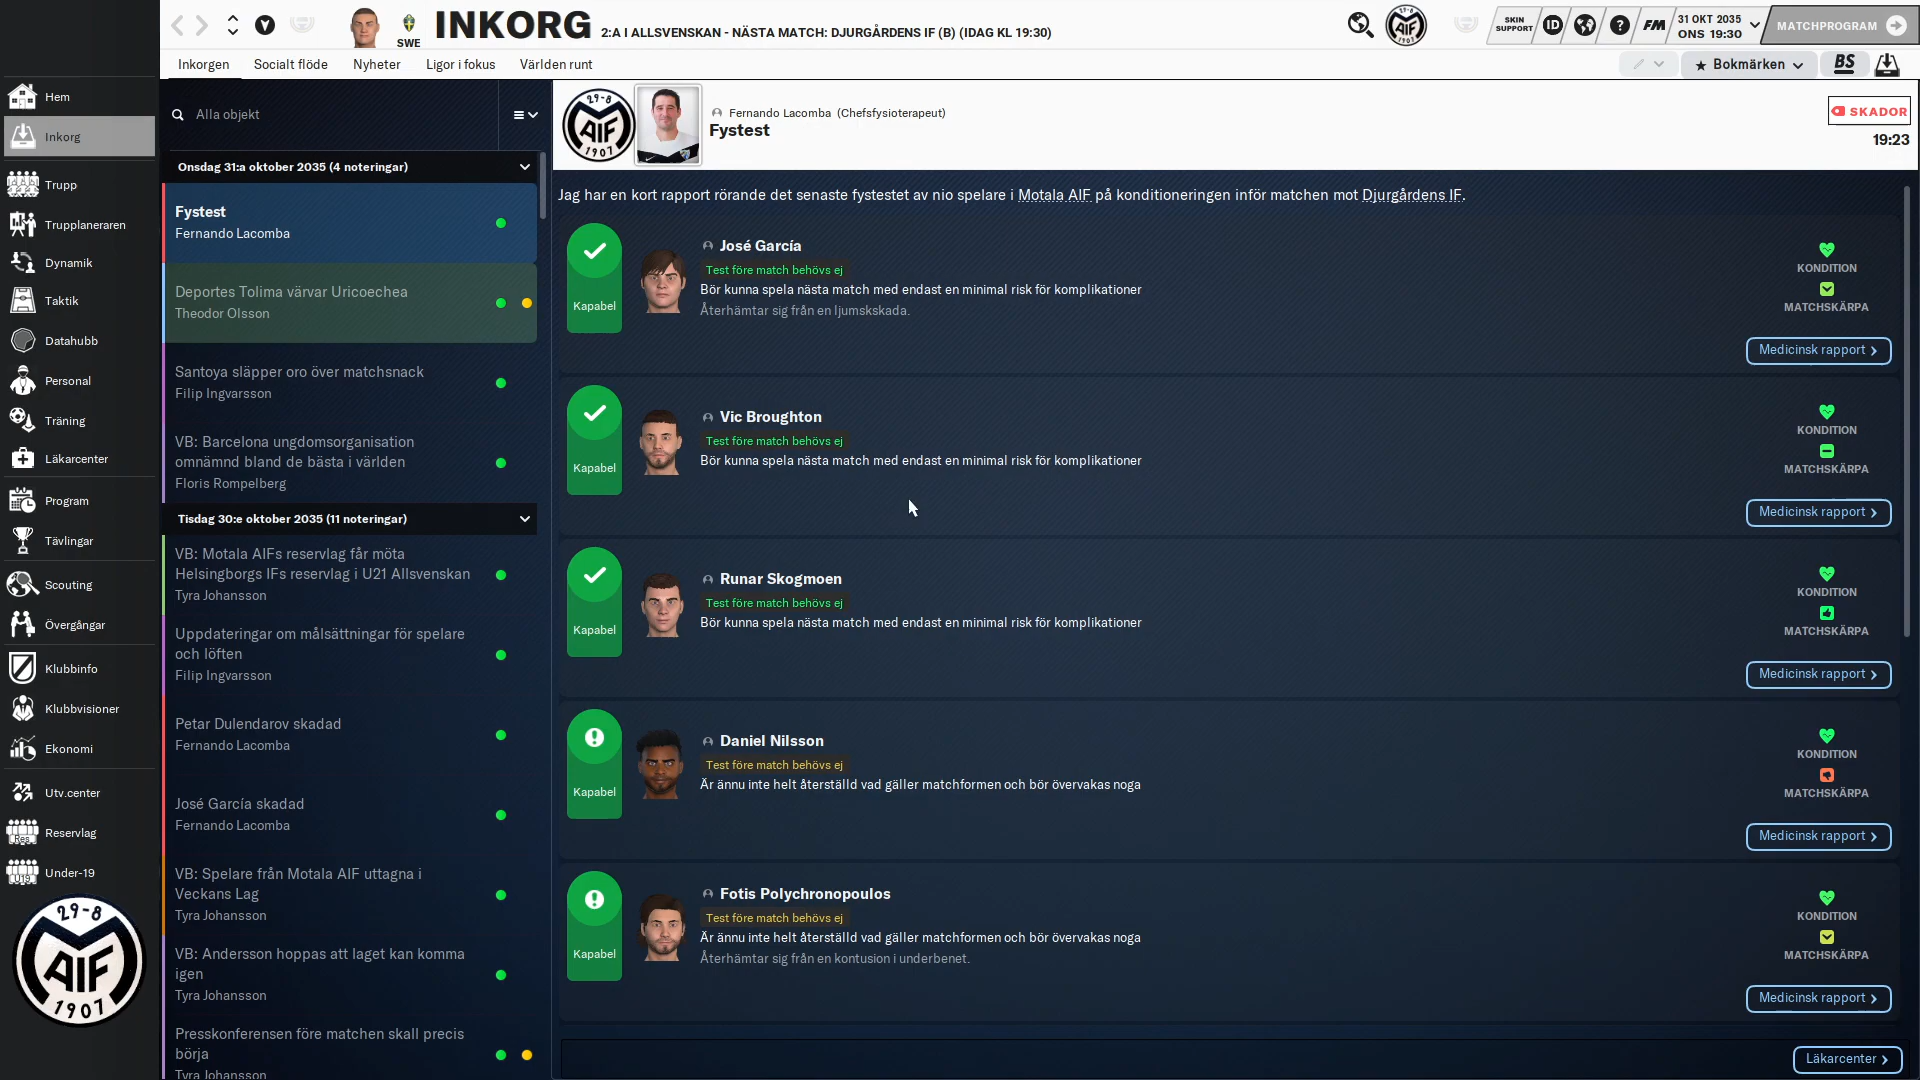 SWE
INKORG
2:A I ALLSVENSKAN - NÄSTA MATCH: DJURGÅRDENS IF (B) (IDAG KL 19:30)
SKIN SUPPORT
ID
FM
31 OKT 2035
ONS 19:30
MATCHPROGRAM
Inkorgen
Socialt flöde
Nyheter
Ligor i fokus
Världen runt
Bokmärken
BS
Hem
Inkorg
Trupp
Trupplaneraren
Dynamik
Taktik
Datahubb
Personal
Träning
Läkarcenter
Program
Tävlingar
Scouting
Övergångar
Klubbinfo
Klubbvisioner
Ekonomi
Utv.center
Reservlag
Under-19
29-8
AIF
1907
Alla objekt
Onsdag 31:a oktober 2035 (4 noteringar)
Fystest
Fernando Lacomba
Deportes Tolima värvar Uricoechea
Theodor Olsson
Santoya släpper oro över matchsnack
Filip Ingvarsson
VB: Barcelona ungdomsorganisation
omnämnd bland de bästa i världen
Floris Rompelberg
Tisdag 30:e oktober 2035 (11 noteringar)
VB: Motala AIFs reservlag får möta
Helsingborgs IFs reservlag i U21 Allsvenskan
Tyra Johansson
Uppdateringar om målsättningar för spelare
och löften
Filip Ingvarsson
Petar Dulendarov skadad
Fernando Lacomba
José García skadad
Fernando Lacomba
VB: Spelare från Motala AIF uttagna i
Veckans Lag
Tyra Johansson
VB: Andersson hoppas att laget kan komma
igen
Tyra Johansson
Presskonferensen före matchen skall precis
börja
Tyra Johansson
29-8
AIF
1907
Fernando Lacomba (Chefsfysioterapeut)
Fystest
SKADOR
19:23
Jag har en kort rapport rörande det senaste fystestet av nio spelare i Motala AIF på konditioneringen inför matchen mot Djurgårdens IF.
Kapabel
José García
Test före match behövs ej
Bör kunna spela nästa match med endast en minimal risk för komplikationer
Återhämtar sig från en ljumskskada.
KONDITION
MATCHSKÄRPA
Medicinsk rapport
Kapabel
Vic Broughton
Test före match behövs ej
Bör kunna spela nästa match med endast en minimal risk för komplikationer
KONDITION
MATCHSKÄRPA
Medicinsk rapport
Kapabel
Runar Skogmoen
Test före match behövs ej
Bör kunna spela nästa match med endast en minimal risk för komplikationer
KONDITION
MATCHSKÄRPA
Medicinsk rapport
Kapabel
Daniel Nilsson
Test före match behövs ej
Är ännu inte helt återställd vad gäller matchformen och bör övervakas noga
KONDITION
MATCHSKÄRPA
Medicinsk rapport
Kapabel
Fotis Polychronopoulos
Test före match behövs ej
Är ännu inte helt återställd vad gäller matchformen och bör övervakas noga
Återhämtar sig från en kontusion i underbenet.
KONDITION
MATCHSKÄRPA
Medicinsk rapport
Läkarcenter